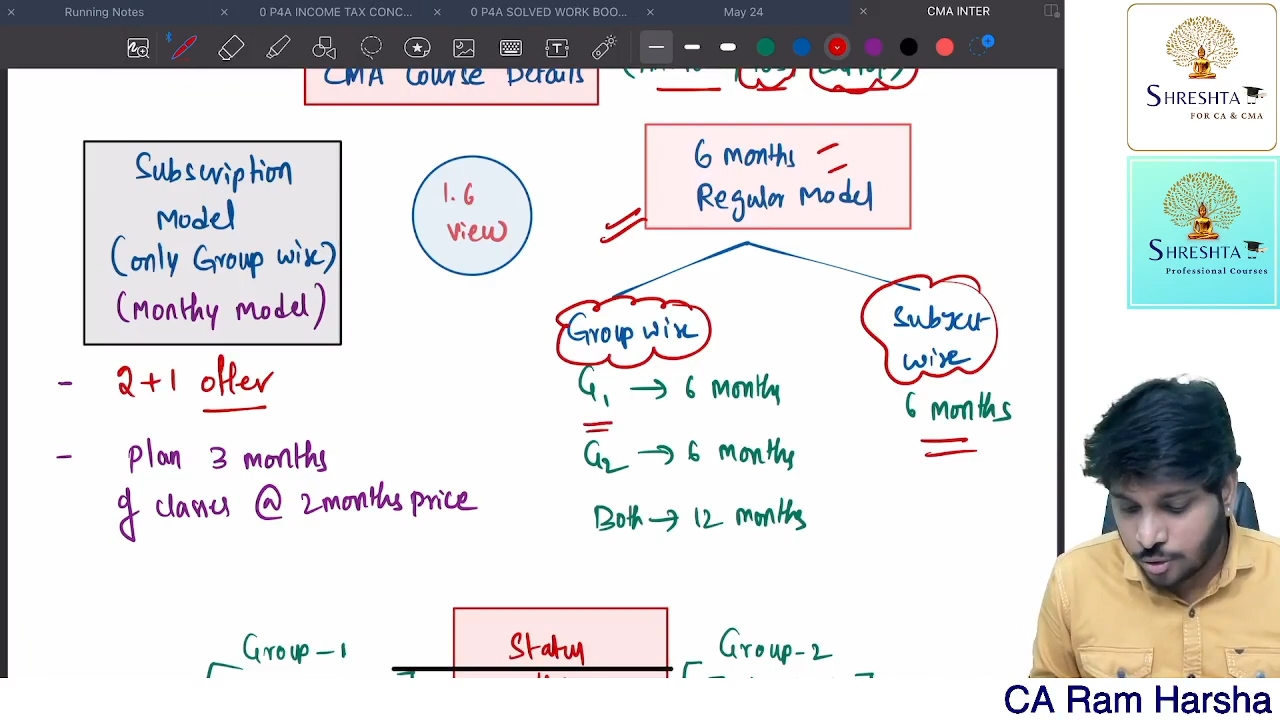 Running Notes
0 P4A INCOME TAX CONC...
0 P4A SOLVED WORK BOO...
May 24
CMA INTER
CMA Course Details
Subscription
Model
(only Group wise)
(Monthy model)
1.6
view
6 months
Regular Model
Group wise
Subject
wise
- 2+1 offer
G1 → 6 month
6 months
- plan 3 months
of classes @ 2 months price
G2 → 6 months
Both → 12 months
Group-1
Status
Group-2
SHRESHTA
FOR CA & CMA
SHRESHTA
Professional Courses
CA Ram Harsha